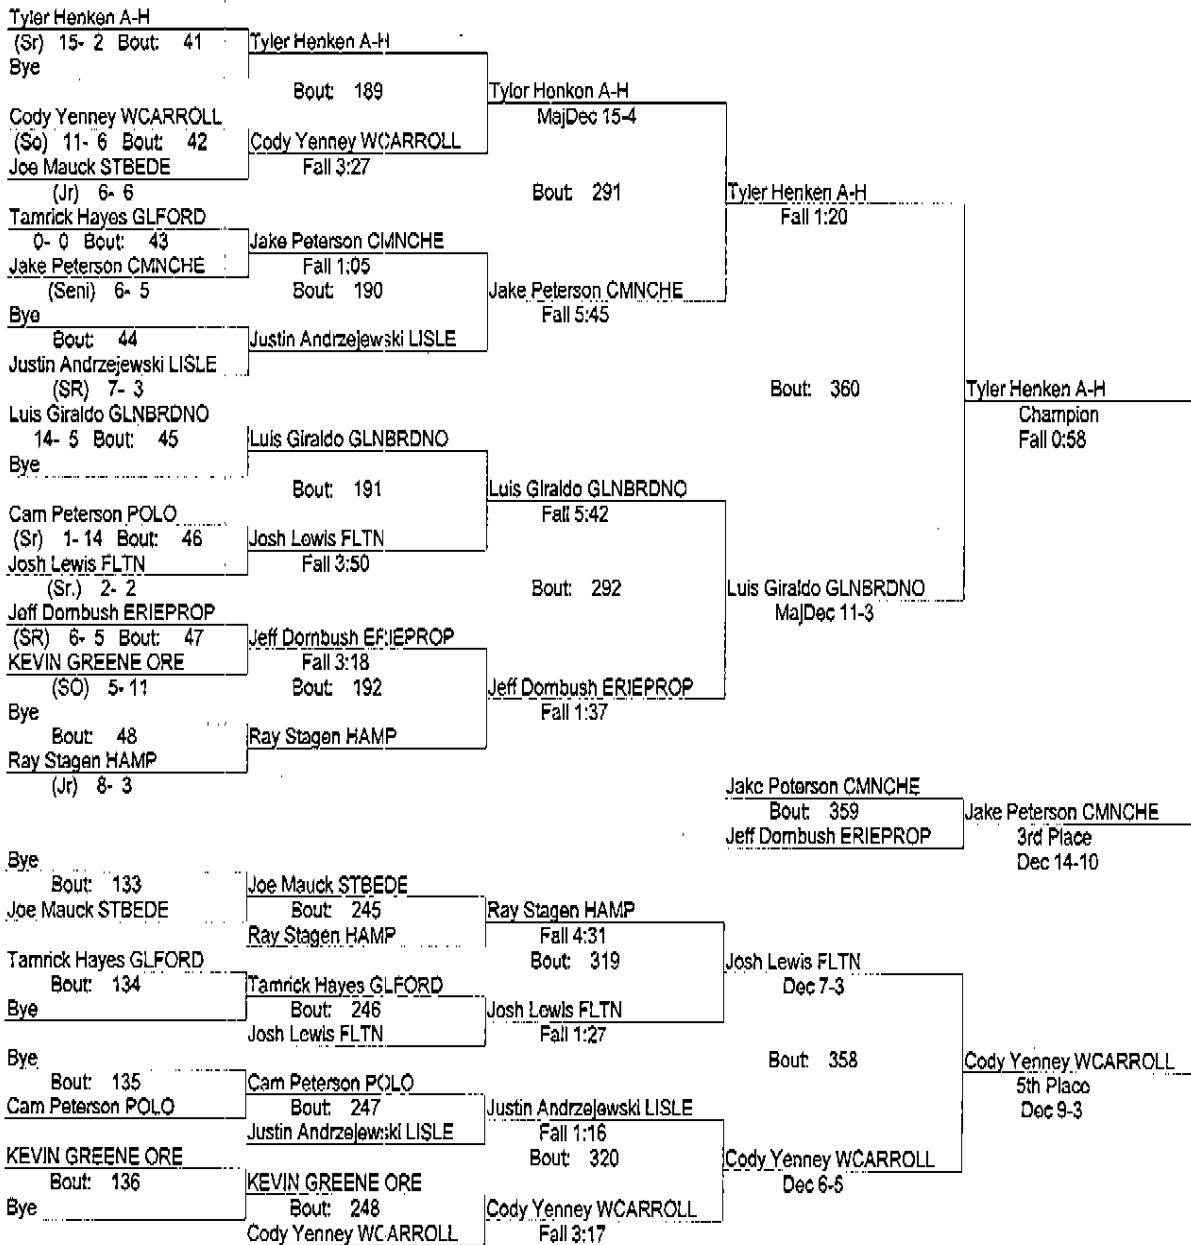 Tyler Henken A-H
(Sr) 15- 2 Bout: 41
Bye
Cody Yenney WCARROLL
(So) 11- 6 Bout: 42
Joe Mauck STBEDE
(Jr) 6- 6
Tamrick Hayes GLFORD
0- 0 Bout: 43
Jake Peterson CMNCHE
(Seni) 6- 5
Bye
Bout: 44
Justin Andrzejewski LISLE
(SR) 7- 3
Luis Giraldo GLNBRDNO
14- 5 Bout: 45
Bye
Cam Peterson POLO
(Sr) 1- 14 Bout: 46
Josh Lewis FLTN
(Sr.) 2- 2
Jeff Dornbush ERIEPROP
(SR) 6- 5 Bout: 47
KEVIN GREENE ORE
(SO) 5- 11
Bye
Bout: 48
Ray Stagen HAMP
(Jr) 8- 3
Tyler Henken A-H
Bout: 189
Cody Yenney WCARROLL
Fall 3:27
Jake Peterson CMNCHE
Fall 1:05
Bout: 190
Justin Andrzejewski LISLE
Luis Giraldo GLNBRDNO
Bout: 191
Josh Lewis FLTN
Fall 3:50
Jeff Dornbush ERIEPROP
Fall 3:18
Bout: 192
Ray Stagen HAMP
Tyler Henken A-H
MajDec 15-4
Bout: 291
Jake Peterson CMNCHE
Fall 5:45
Luis Giraldo GLNBRDNO
Fall 5:42
Bout: 292
Jeff Dornbush ERIEPROP
Fall 1:37
Tyler Henken A-H
Fall 1:20
Bout: 360
Luis Giraldo GLNBRDNO
MajDec 11-3
Tyler Henken A-H
Champion
Fall 0:58
Jake Peterson CMNCHE
Bout: 359
Jeff Dornbush ERIEPROP
Jake Peterson CMNCHE
3rd Place
Dec 14-10
Bye
Bout: 133
Joe Mauck STBEDE
Tamrick Hayes GLFORD
Bout: 134
Bye
Bye
Bout: 135
Cam Peterson POLO
KEVIN GREENE ORE
Bout: 136
Bye
Joe Mauck STBEDE
Bout: 245
Ray Stagen HAMP
Tamrick Hayes GLFORD
Bout: 246
Josh Lewis FLTN
Cam Peterson POLO
Bout: 247
Justin Andrzejewski LISLE
KEVIN GREENE ORE
Bout: 248
Cody Yenney WCARROLL
Ray Stagen HAMP
Fall 4:31
Bout: 319
Josh Lewis FLTN
Fall 1:27
Justin Andrzejewski LISLE
Fall 1:16
Bout: 320
Cody Yenney WCARROLL
Fall 3:17
Josh Lewis FLTN
Dec 7-3
Bout: 358
Cody Yenney WCARROLL
Dec 6-5
Cody Yenney WCARROLL
5th Place
Dec 9-3